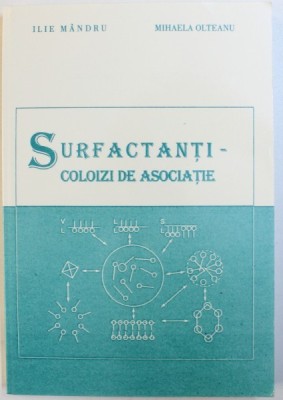 ILIE MÂNDRU MIHAELA OLTEANU
SURFACTANȚI -
COLOIZI DE ASOCIAȚIE